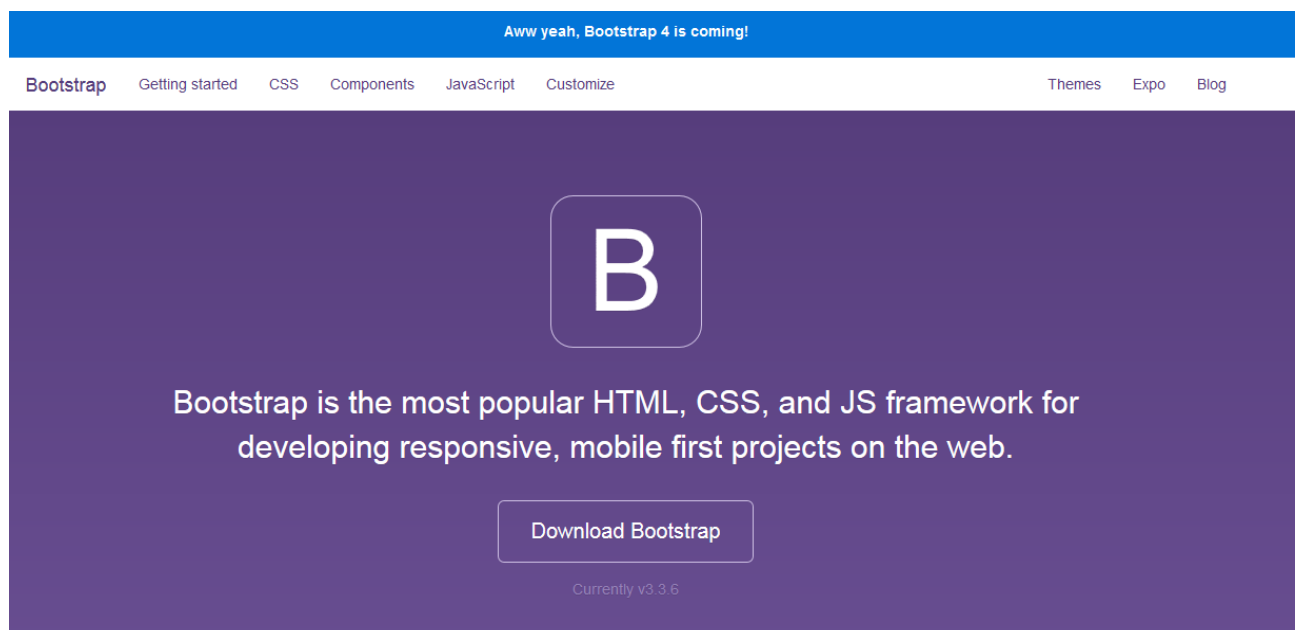 Aww yeah, Bootstrap 4 is coming!
Bootstrap Getting started CSS Components JavaScript Customize Themes Expo Blog
B
Bootstrap is the most popular HTML, CSS, and JS framework for
developing responsive, mobile first projects on the web.
Download Bootstrap
Currently v3.3.6